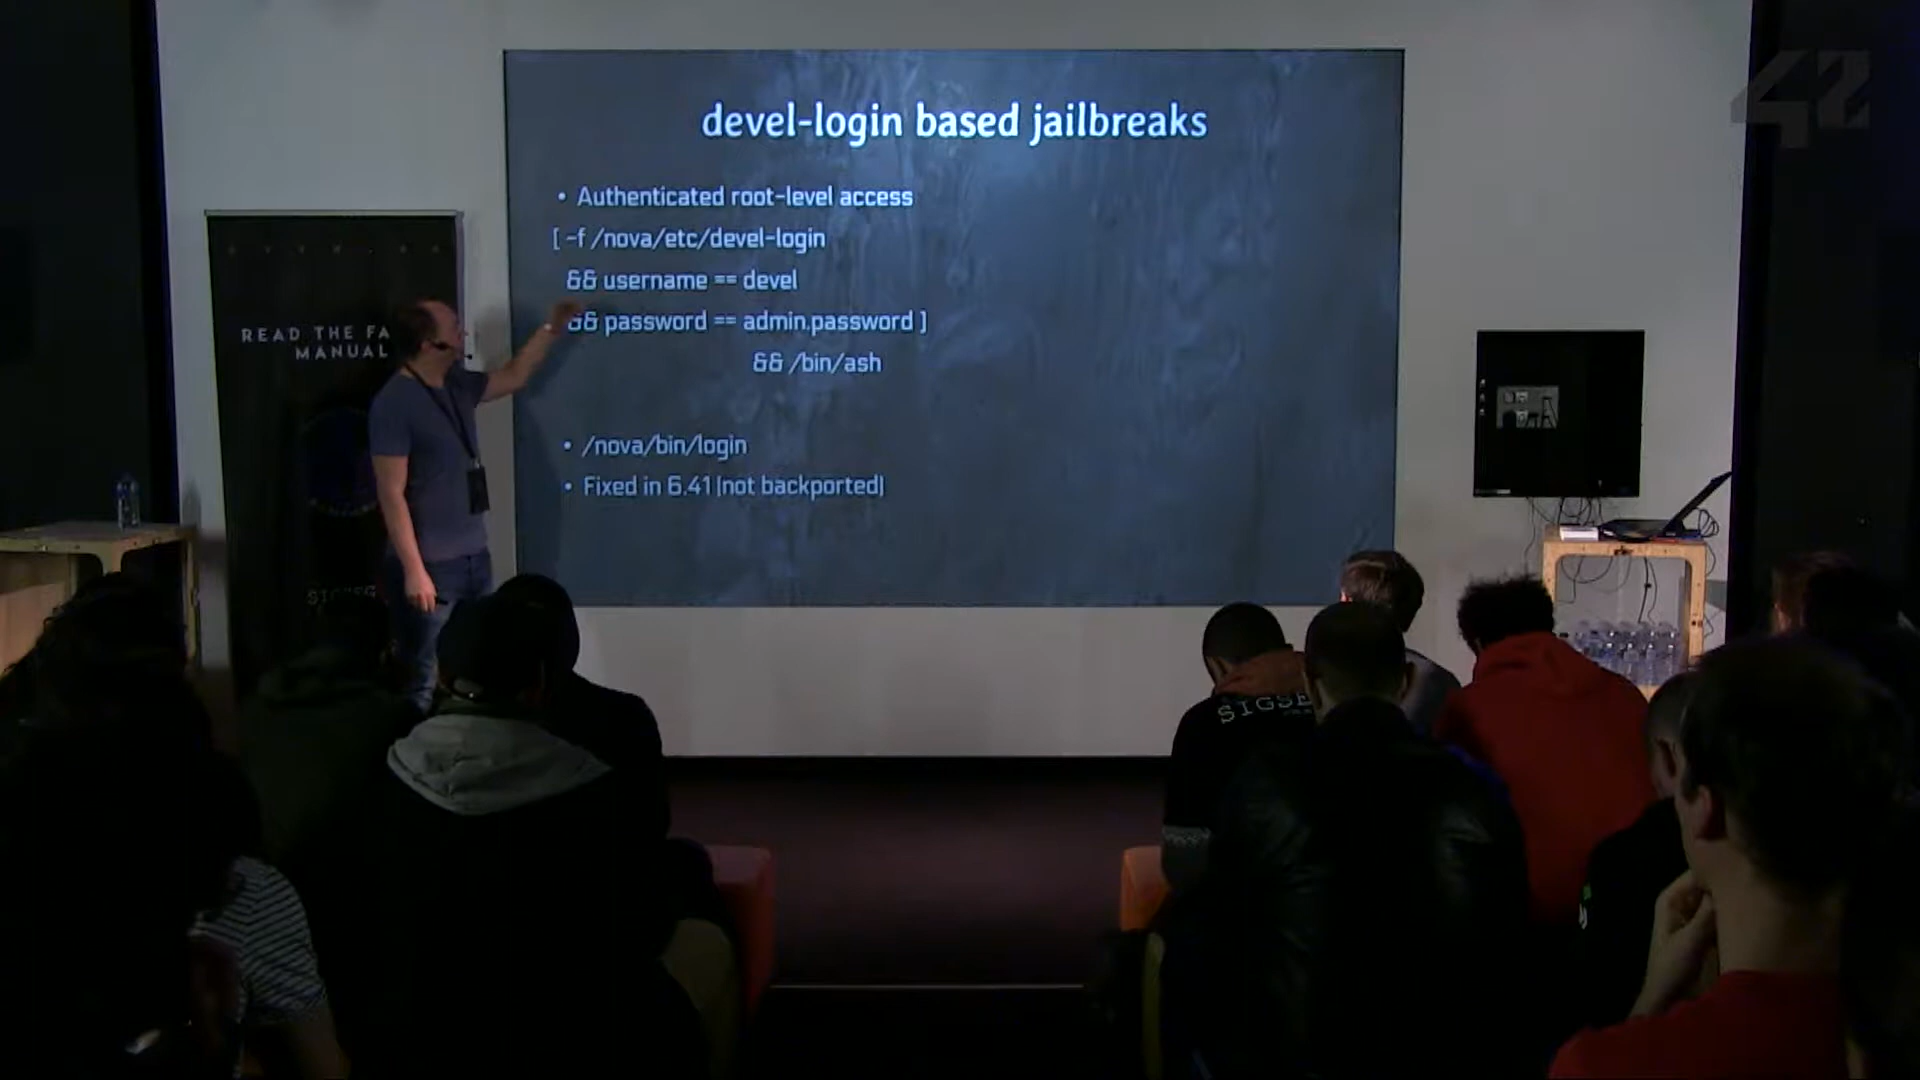 42
devel-login based jailbreaks
• Authenticated root-level access
[ -f /nova/etc/devel-login
&& username == devel
&& password == admin.password ]
&& /bin/ash
• /nova/bin/login
• Fixed in 6.41 (not backported)
READ THE FA
MANUAL
SIGSEG
SIGSE